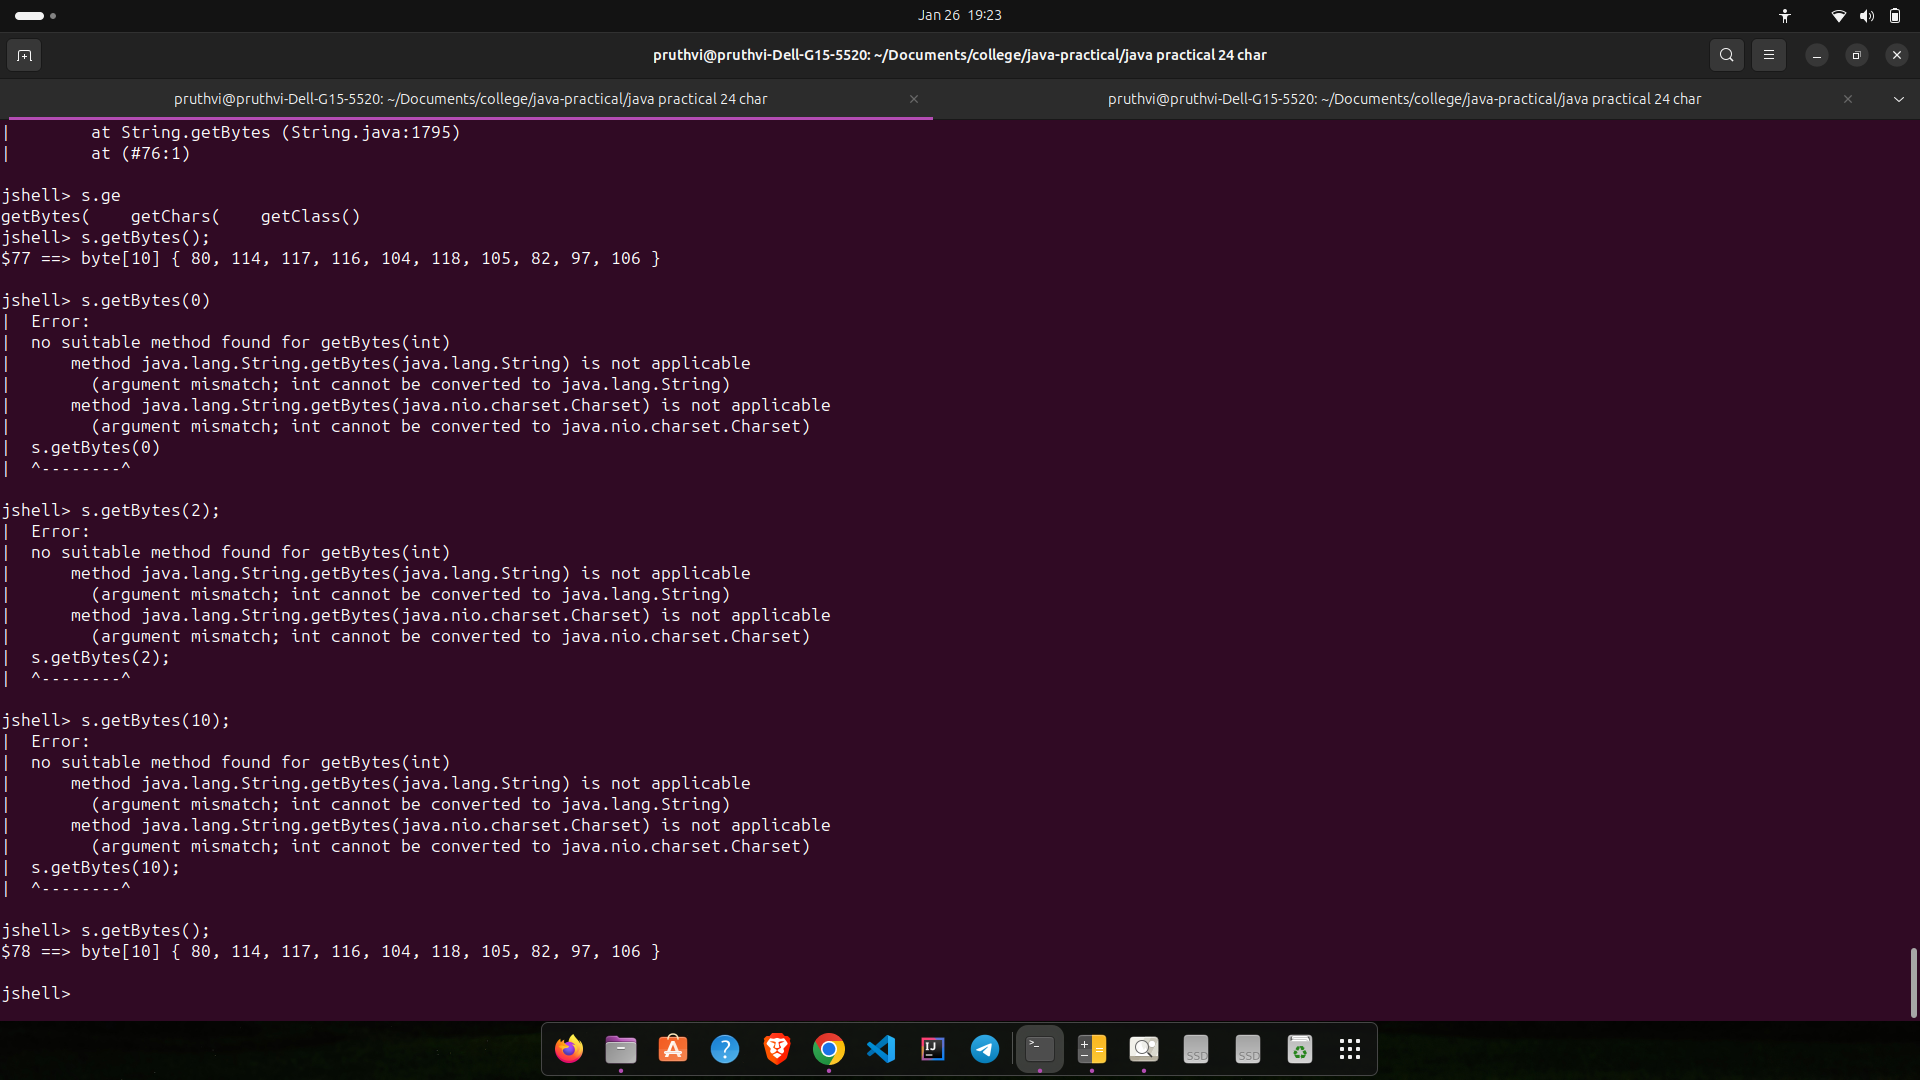 Jan 26  19:23
pruthvi@pruthvi-Dell-G15-5520: ~/Documents/college/java-practical/java practical 24 char
pruthvi@pruthvi-Dell-G15-5520: ~/Documents/college/java-practical/java practical 24 char
pruthvi@pruthvi-Dell-G15-5520: ~/Documents/college/java-practical/java practical 24 char
|        at String.getBytes (String.java:1795)
|        at (#76:1)
jshell> s.ge
getBytes(    getChars(    getClass()
jshell> s.getBytes();
$77 ==> byte[10] { 80, 114, 117, 116, 104, 118, 105, 82, 97, 106 }
jshell> s.getBytes(0)
|  Error:
|  no suitable method found for getBytes(int)
|      method java.lang.String.getBytes(java.lang.String) is not applicable
|        (argument mismatch; int cannot be converted to java.lang.String)
|      method java.lang.String.getBytes(java.nio.charset.Charset) is not applicable
|        (argument mismatch; int cannot be converted to java.nio.charset.Charset)
|  s.getBytes(0)
|  ^--------^
jshell> s.getBytes(2);
|  Error:
|  no suitable method found for getBytes(int)
|      method java.lang.String.getBytes(java.lang.String) is not applicable
|        (argument mismatch; int cannot be converted to java.lang.String)
|      method java.lang.String.getBytes(java.nio.charset.Charset) is not applicable
|        (argument mismatch; int cannot be converted to java.nio.charset.Charset)
|  s.getBytes(2);
|  ^--------^
jshell> s.getBytes(10);
|  Error:
|  no suitable method found for getBytes(int)
|      method java.lang.String.getBytes(java.lang.String) is not applicable
|        (argument mismatch; int cannot be converted to java.lang.String)
|      method java.lang.String.getBytes(java.nio.charset.Charset) is not applicable
|        (argument mismatch; int cannot be converted to java.nio.charset.Charset)
|  s.getBytes(10);
|  ^--------^
jshell> s.getBytes();
$78 ==> byte[10] { 80, 114, 117, 116, 104, 118, 105, 82, 97, 106 }
jshell>
IJ
SSD
SSD